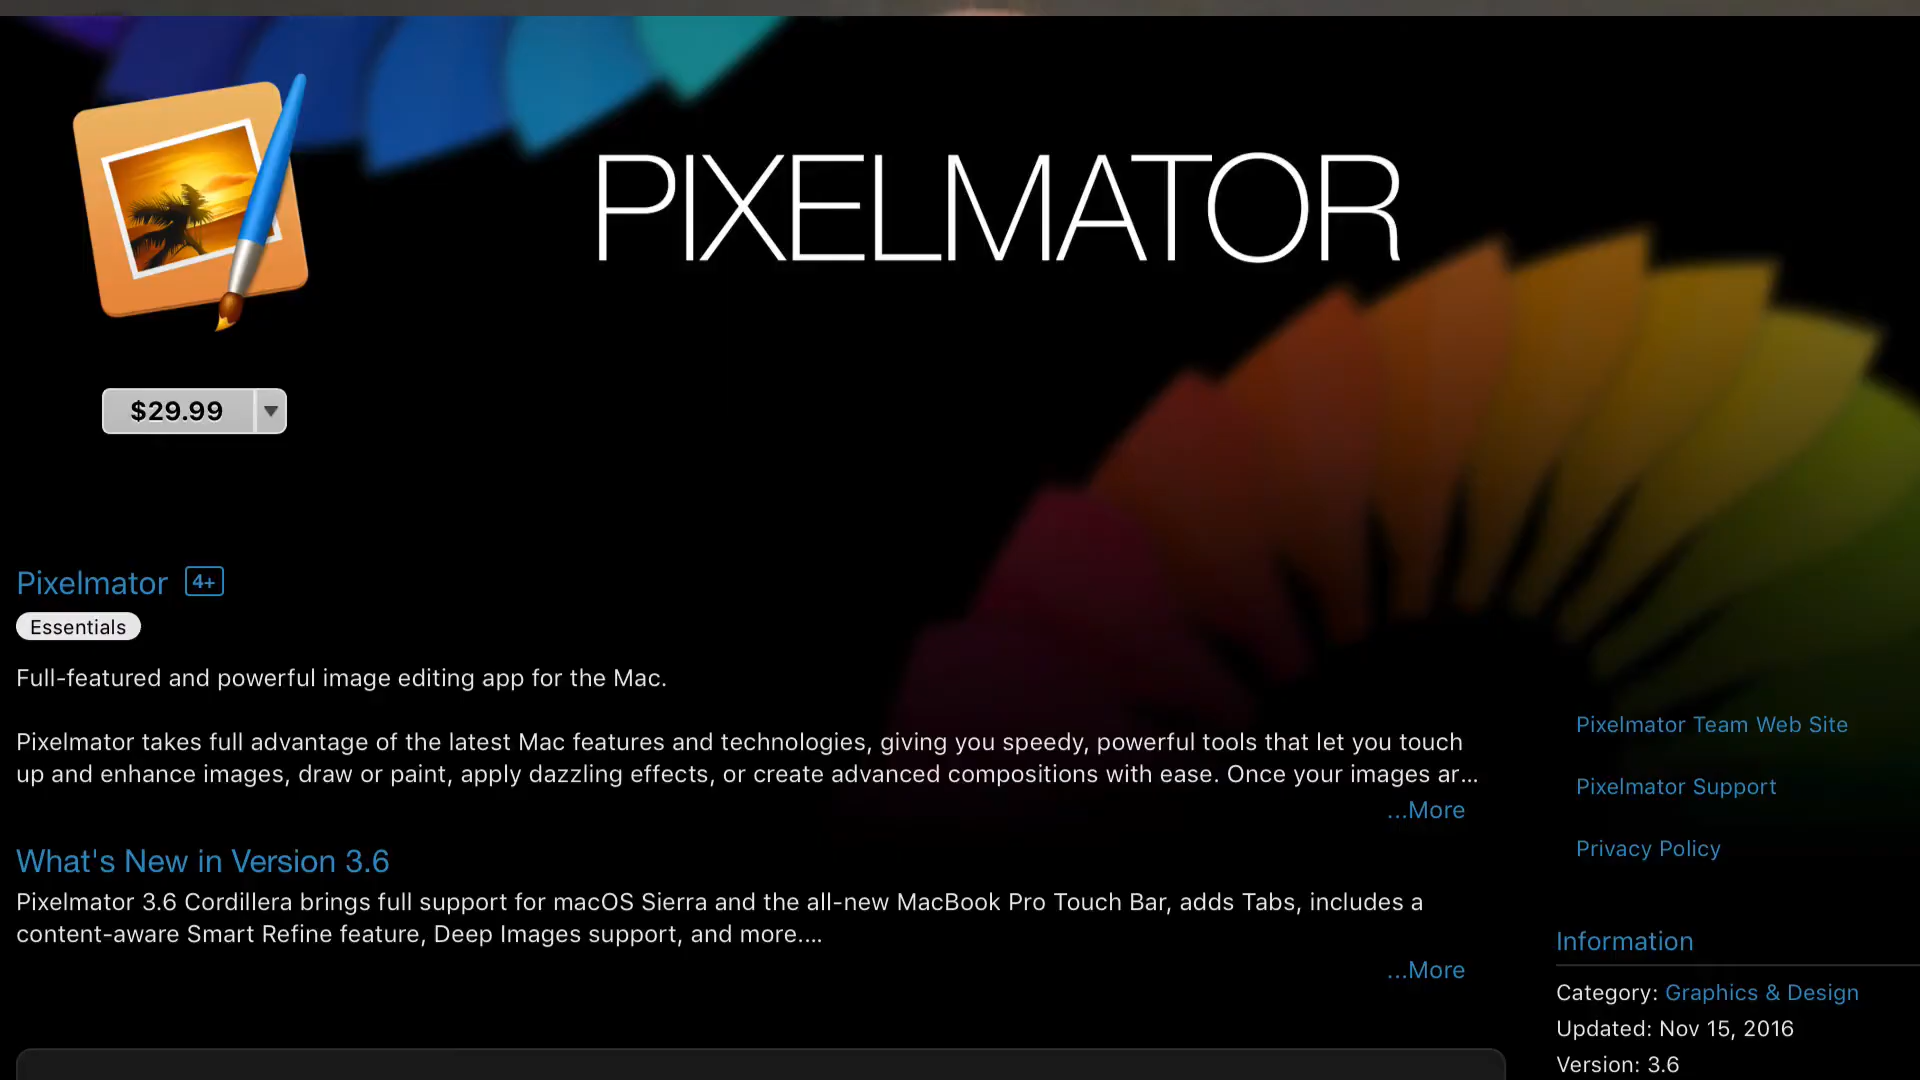 PIXELMATOR
$29.99
Pixelmator 4+
Essentials
Full-featured and powerful image editing app for the Mac.
Pixelmator takes full advantage of the latest Mac features and technologies, giving you speedy, powerful tools that let you touch
up and enhance images, draw or paint, apply dazzling effects, or create advanced compositions with ease. Once your images ar...
...More
What's New in Version 3.6
Pixelmator 3.6 Cordillera brings full support for macOS Sierra and the all-new MacBook Pro Touch Bar, adds Tabs, includes a
content-aware Smart Refine feature, Deep Images support, and more....
...More
Pixelmator Team Web Site
Pixelmator Support
Privacy Policy
Information
Category: Graphics & Design
Updated: Nov 15, 2016
Version: 3.6